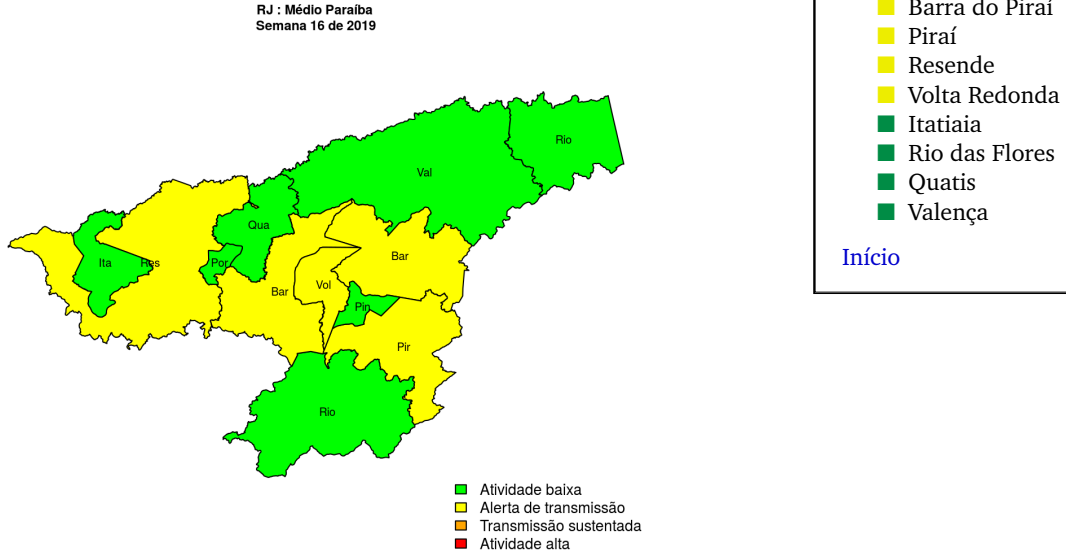 RJ : Médio Paraíba
Semana 16 de 2019
Rio
Val
Qua
Ita
Res
Por
Bar
Vol
Bar
Pin
Pir
Rio
Atividade baixa
Alerta de transmissão
Transmissão sustentada
Atividade alta
Barra do Piraí
Piraí
Resende
Volta Redonda
Itatiaia
Rio das Flores
Quatis
Valença
Início